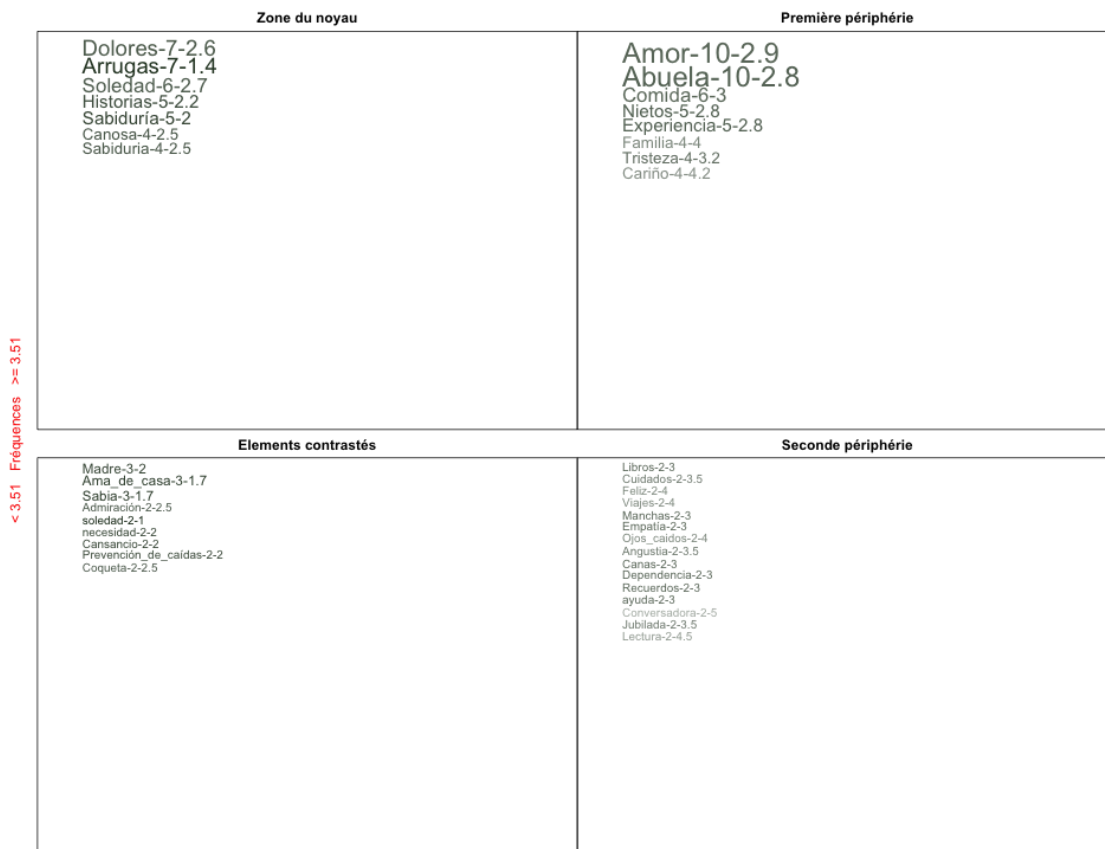 Zone du noyau
Dolores-7-2.6
Arrugas-7-1.4
Soledad-6-2.7
Historias-5-2.2
Sabiduría-5-2
Canosa-4-2.5
Sabiduria-4-2.5
Première périphérie
Amor-10-2.9
Abuela-10-2.8
Comida-6-3
Nietos-5-2.8
Experiencia-5-2.8
Familia-4-4
Tristeza-4-3.2
Cariño-4-4.2
< 3.51 Fréquences >= 3.51
Elements contrastés
Madre-3-2
Ama_de_casa-3-1.7
Sabia-3-1.7
Admiración-2-2.5
soledad-2-1
necesidad-2-2
Cansancio-2-2
Prevención_de_caídas-2-2
Coqueta-2-2.5
Seconde périphérie
Libros-2-3
Cuidados-2-3.5
Feliz-2-4
Viajes-2-4
Manchas-2-3
Empatía-2-3
Ojos_caidos-2-4
Angustia-2-3.5
Canas-2-3
Dependencia-2-3
Recuerdos-2-3
ayuda-2-3
Conversadora-2-5
Jubilada-2-3.5
Lectura-2-4.5